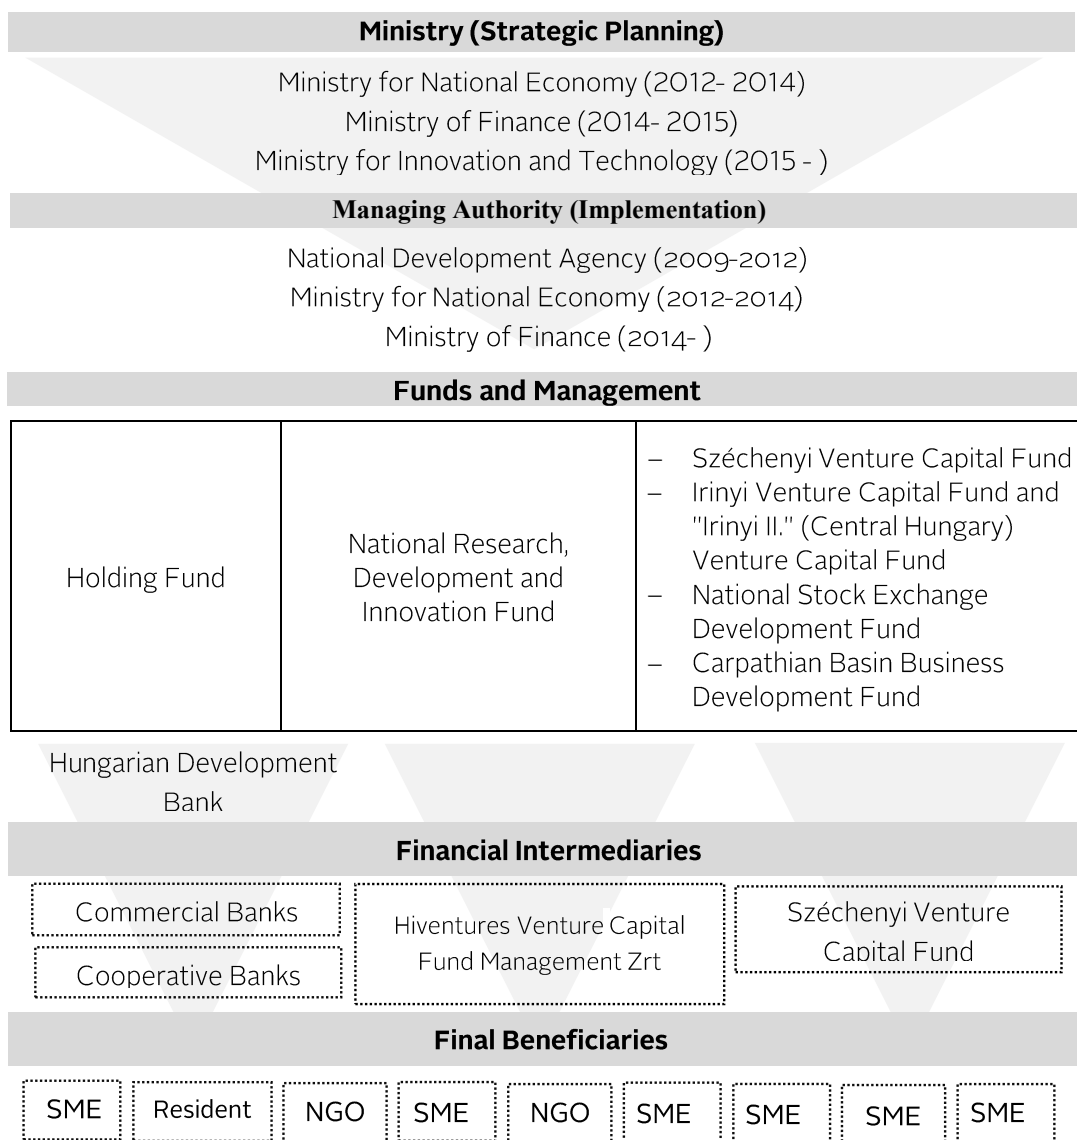 Ministry (Strategic Planning)
Ministry for National Economy (2012- 2014)
Ministry of Finance (2014- 2015)
Ministry for Innovation and Technology (2015 - )
Managing Authority (Implementation)
National Development Agency (2009-2012)
Ministry for National Economy (2012-2014)
Ministry of Finance (2014- )
Funds and Management
Holding Fund
National Research,
Development and
Innovation Fund
– Széchenyi Venture Capital Fund
– Irinyi Venture Capital Fund and
"Irinyi II." (Central Hungary)
Venture Capital Fund
– National Stock Exchange
Development Fund
– Carpathian Basin Business
Development Fund
Hungarian Development
Bank
Financial Intermediaries
Commercial Banks
Cooperative Banks
Hiventures Venture Capital
Fund Management Zrt
Széchenyi Venture
Capital Fund
Final Beneficiaries
SME Resident NGO SME NGO SME SME SME SME